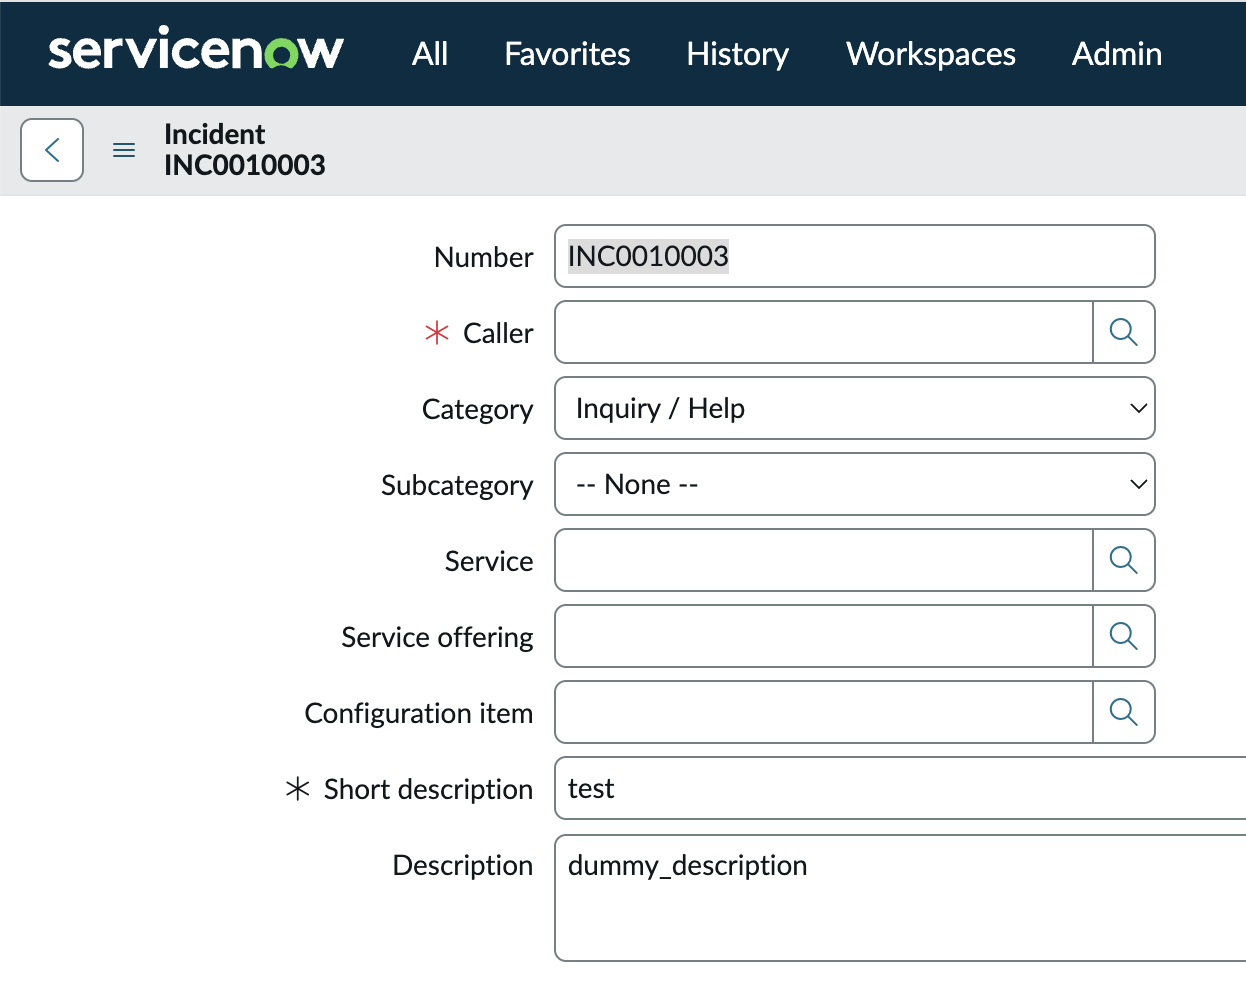 servicenow All Favorites History Workspaces Admin
Incident
INC0010003
Number INC0010003
* Caller
Category Inquiry / Help
Subcategory -- None --
Service
Service offering
Configuration item
* Short description test
Description dummy_description